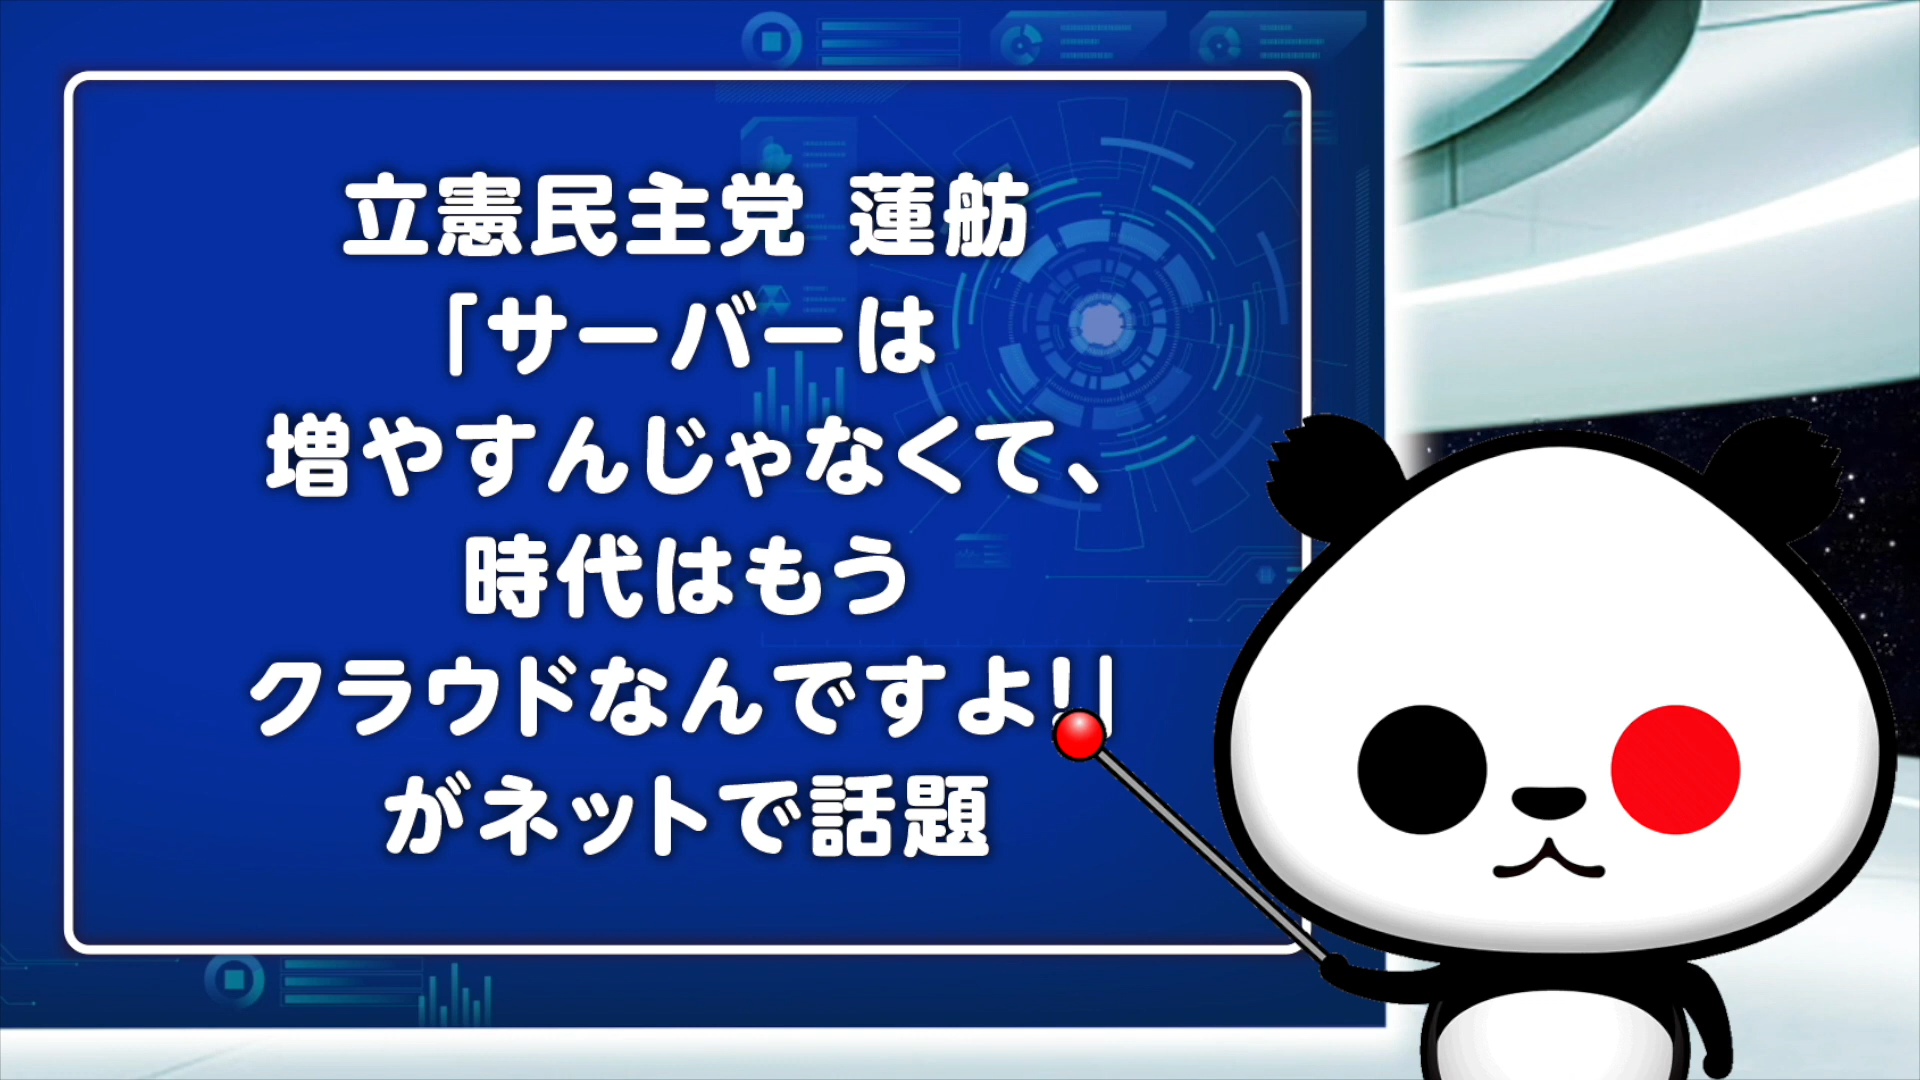 立憲民主党 蓮舫
「サーバーは
増やすんじゃなくて、
時代はもう
クラウドなんですよ!」
がネットで話題